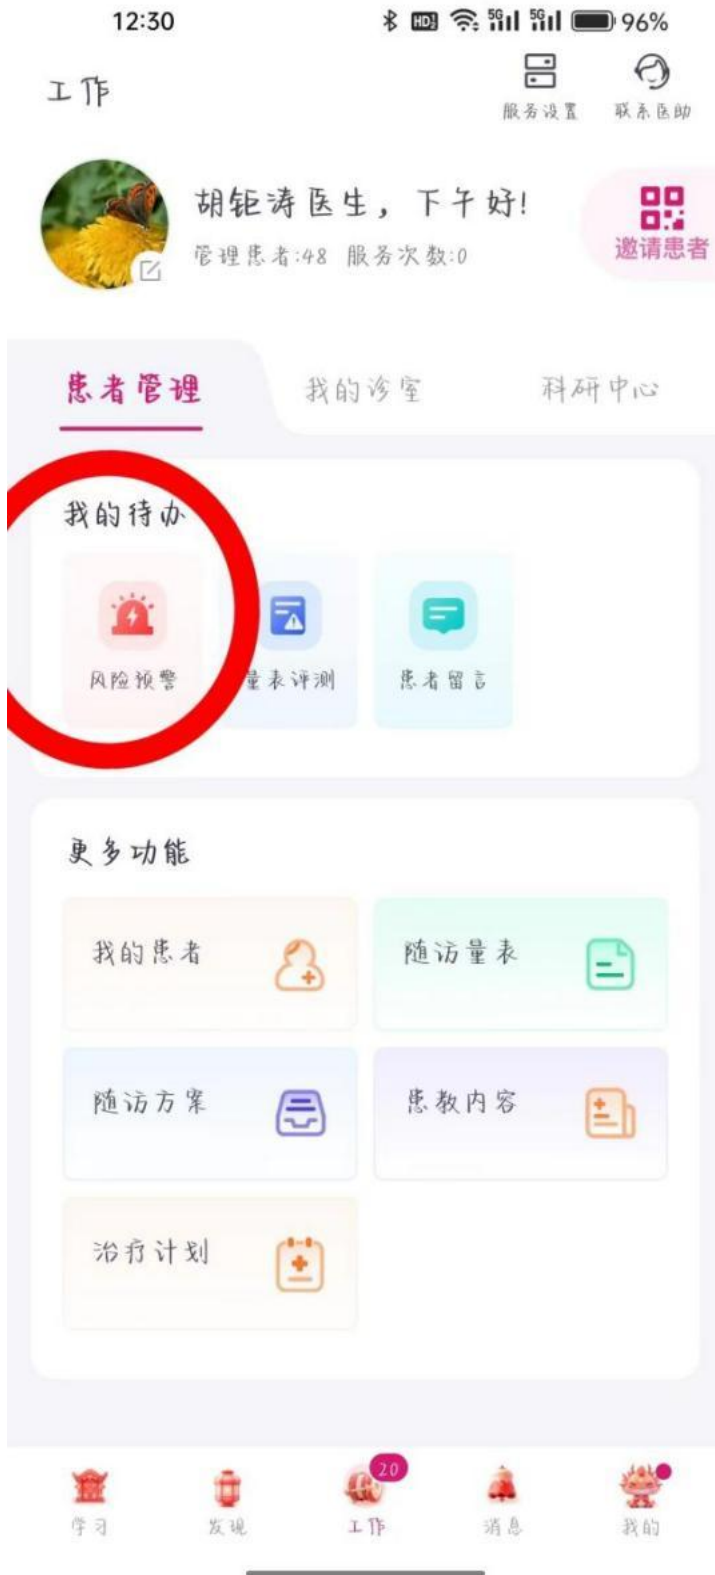 12:30 HD2 5G 5G 96%
工作
服务设置 联系医助
胡钜涛医生，下午好!
管理患者:48 服务次数:0
邀请患者
患者管理 我的诊室 科研中心
我的待办
风险预警 量表评测 患者留言
更多功能
我的患者 随访量表
随访方案 患教内容
治疗计划
20
学习 发现 工作 消息 我的